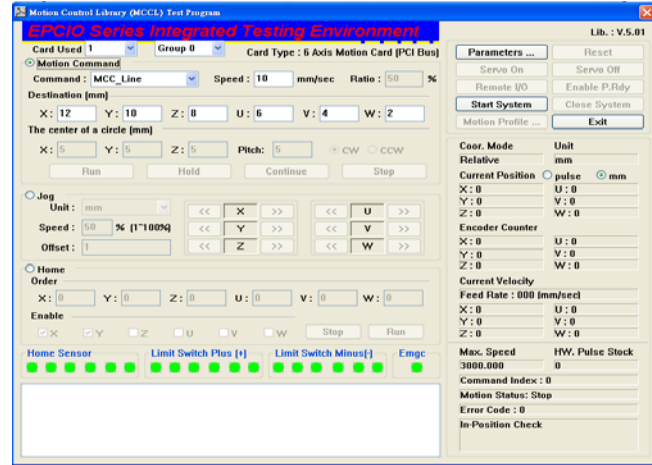 Motion Control Library (MCCL) Test Program
EPCIO Series Integrated Testing Environment
Lib. : V.5.01
Card Used 1 Group 0 Card Type : 6 Axis Motion Card (PCI Bus)
Motion Command
Command : MCC_Line Speed : 10 mm/sec Ratio : 50 %
Destination (mm)
X: 12 Y: 10 Z: 8 U: 6 V: 4 W: 2
The center of a circle (mm)
X: 5 Y: 5 Z: 5 Pitch: 5 CW CCW
Run Hold Continue Stop
Jog
Unit : mm
<< X >> << U >>
Speed : 50 % (1~100%)
<< Y >> << V >>
Offset : 1
<< Z >> << W >>
Home
Order
X: 0 Y: 0 Z: 0 U: 0 V: 0 W: 0
Enable
X Y Z U V W Stop Run
Home Sensor Limit Switch Plus (+) Limit Switch Minus(-) Emgc
Parameters ... Reset
Servo On Servo Off
Remote I/O Enable P.Rdy
Start System Close System
Motion Profile ... Exit
Coor. Mode Unit
Relative mm
Current Position pulse mm
X : 0 U : 0
Y : 0 V : 0
Z : 0 W : 0
Encoder Counter
X : 0 U : 0
Y : 0 V : 0
Z : 0 W : 0
Current Velocity
Feed Rate : 000 (mm/sec)
X : 0 U : 0
Y : 0 V : 0
Z : 0 W : 0
Max. Speed HW. Pulse Stock
3000.000 0
Command Index : 0
Motion Status: Stop
Error Code : 0
In-Position Check